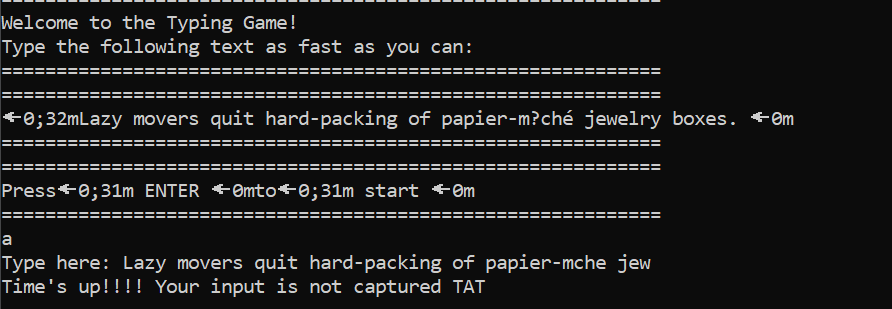 ============================================================
Welcome to the Typing Game!
Type the following text as fast as you can:
============================================================
============================================================
←0;32mLazy movers quit hard-packing of papier-m?ché jewelry boxes. ←0m
============================================================
============================================================
Press←0;31m ENTER ←0mto←0;31m start ←0m
============================================================
a
Type here: Lazy movers quit hard-packing of papier-mche jew
Time's up!!!! Your input is not captured TAT